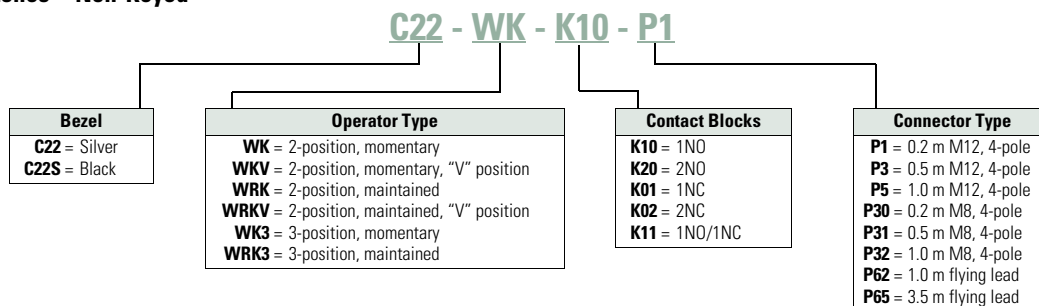 C22 - WK - K10 - P1
Bezel
C22 = Silver
C22S = Black
Operator Type
WK = 2-position, momentary
WKV = 2-position, momentary, “V” position
WRK = 2-position, maintained
WRKV = 2-position, maintained, “V” position
WK3 = 3-position, momentary
WRK3 = 3-position, maintained
Contact Blocks
K10 = 1NO
K20 = 2NO
K01 = 1NC
K02 = 2NC
K11 = 1NO/1NC
Connector Type
P1 = 0.2 m M12, 4-pole
P3 = 0.5 m M12, 4-pole
P5 = 1.0 m M12, 4-pole
P30 = 0.2 m M8, 4-pole
P31 = 0.5 m M8, 4-pole
P32 = 1.0 m M8, 4-pole
P62 = 1.0 m flying lead
P65 = 3.5 m flying lead